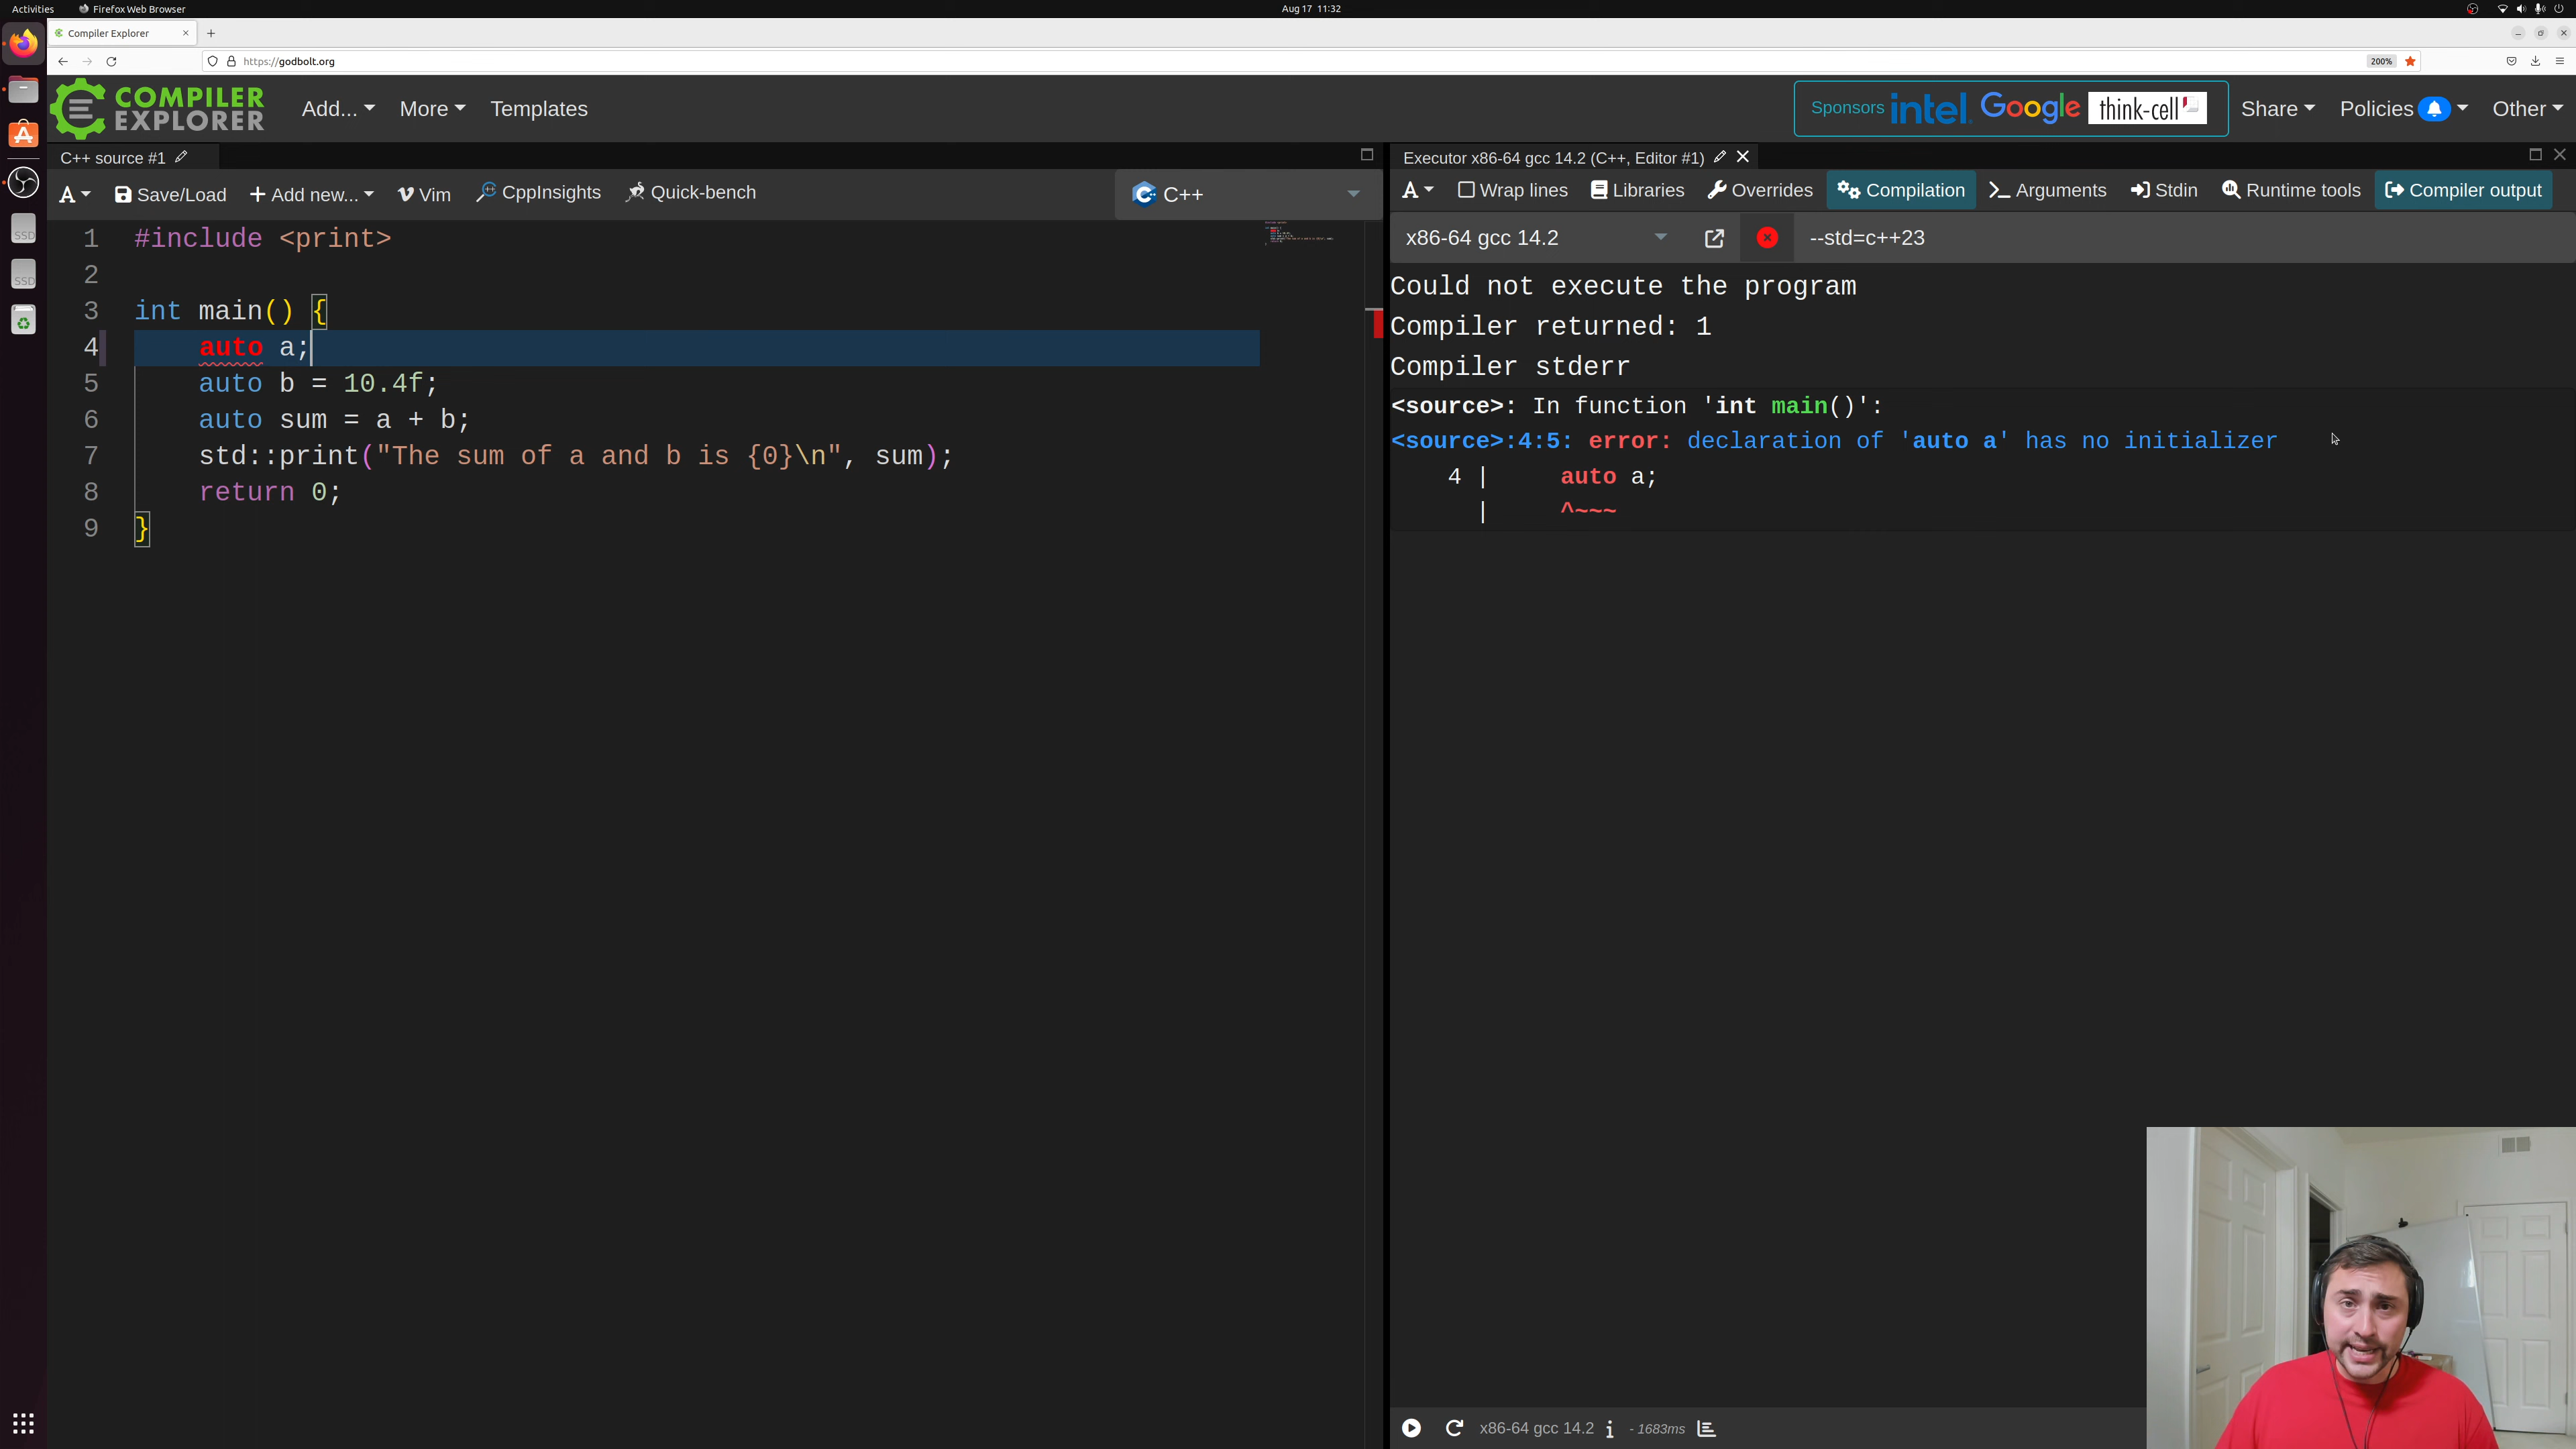 Activities Firefox Web Browser Aug 17 11:32
Compiler Explorer
https://godbolt.org 200%
COMPILER EXPLORER Add... More Templates Sponsors intel. Google think-cell Share Policies Other
C++ source #1
A Save/Load + Add new... Vim CppInsights Quick-bench C++
1 #include <print>
2
3 int main() {
4 auto a;
5 auto b = 10.4f;
6 auto sum = a + b;
7 std::print("The sum of a and b is {0}\n", sum);
8 return 0;
9 }
Executor x86-64 gcc 14.2 (C++, Editor #1)
A Wrap lines Libraries Overrides Compilation Arguments Stdin Runtime tools Compiler output
x86-64 gcc 14.2 --std=c++23
Could not execute the program
Compiler returned: 1
Compiler stderr
<source>: In function 'int main()':
<source>:4:5: error: declaration of 'auto a' has no initializer
4 | auto a;
| ^~~~
x86-64 gcc 14.2 i - 1683ms
SSD
SSD